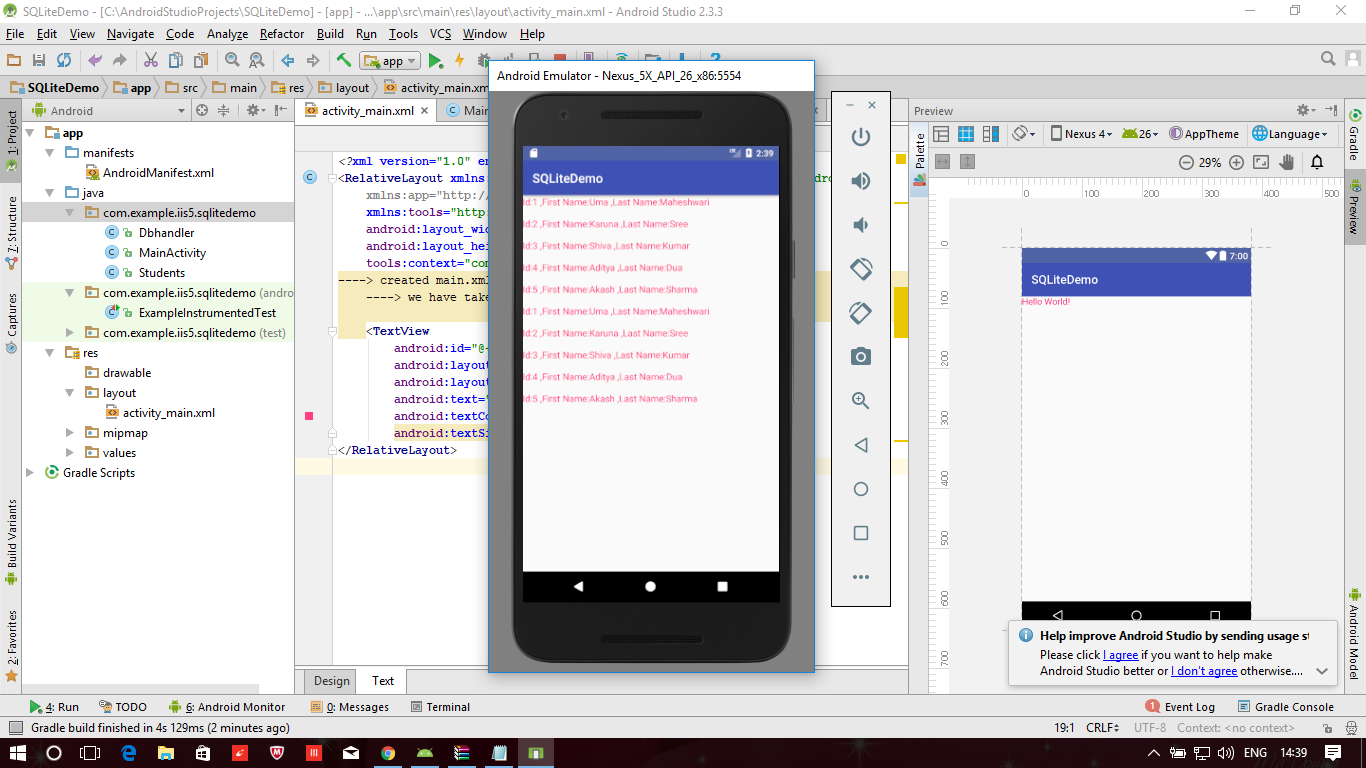 SQLiteDemo - [C:\AndroidStudioProjects\SQLiteDemo] - [app] - ...\app\src\main\res\layout\activity_main.xml - Android Studio 2.3.3
File Edit View Navigate Code Analyze Refactor Build Run Tools VCS Window Help
app
SQLiteDemo app src main res layout activity_main.xm
Android
activity_main.xml
Main
1: Project
7: Structure
Captures
Build Variants
2: Favorites
app
manifests
AndroidManifest.xml
java
com.example.iis5.sqlitedemo
Dbhandler
MainActivity
Students
com.example.iis5.sqlitedemo (andro
ExampleInstrumentedTest
com.example.iis5.sqlitedemo (test)
res
drawable
layout
activity_main.xml
mipmap
values
Gradle Scripts
<?xml version="1.0" en
<RelativeLayout xmlns:
dro
xmlns:app="http://
xmlns:tools="http:
android:layout_wid
android:layout_hei
tools:context="com
----> created main.xml
----> we have take
<TextView
android:id="@+
android:layout
android:layout
android:text="
android:textCo
android:textSi
</RelativeLayout>
Design Text
Android Emulator - Nexus_5X_API_26_x86:5554
2:39
SQLiteDemo
Id:1 ,First Name:Uma ,Last Name:Maheshwari
Id:2 ,First Name:Karuna ,Last Name:Sree
Id:3 ,First Name:Shiva ,Last Name:Kumar
Id:4 ,First Name:Aditya ,Last Name:Dua
Id:5 ,First Name:Akash ,Last Name:Sharma
Id:1 ,First Name:Uma ,Last Name:Maheshwari
Id:2 ,First Name:Karuna ,Last Name:Sree
Id:3 ,First Name:Shiva ,Last Name:Kumar
Id:4 ,First Name:Aditya ,Last Name:Dua
Id:5 ,First Name:Akash ,Last Name:Sharma
Preview
Palette
Nexus 4 26 AppTheme Language
29%
0 100 200 300 400 500
0
100
200
300
400
500
600
700
7:00
SQLiteDemo
Hello World!
Gradle
Preview
Android Model
Help improve Android Studio by sending usage st
Please click I agree if you want to help make
Android Studio better or I don't agree otherwise....
4: Run TODO 6: Android Monitor 0: Messages Terminal
1 Event Log Gradle Console
Gradle build finished in 4s 129ms (2 minutes ago)
19:1 CRLF UTF-8 Context: <no context>
ENG 14:39